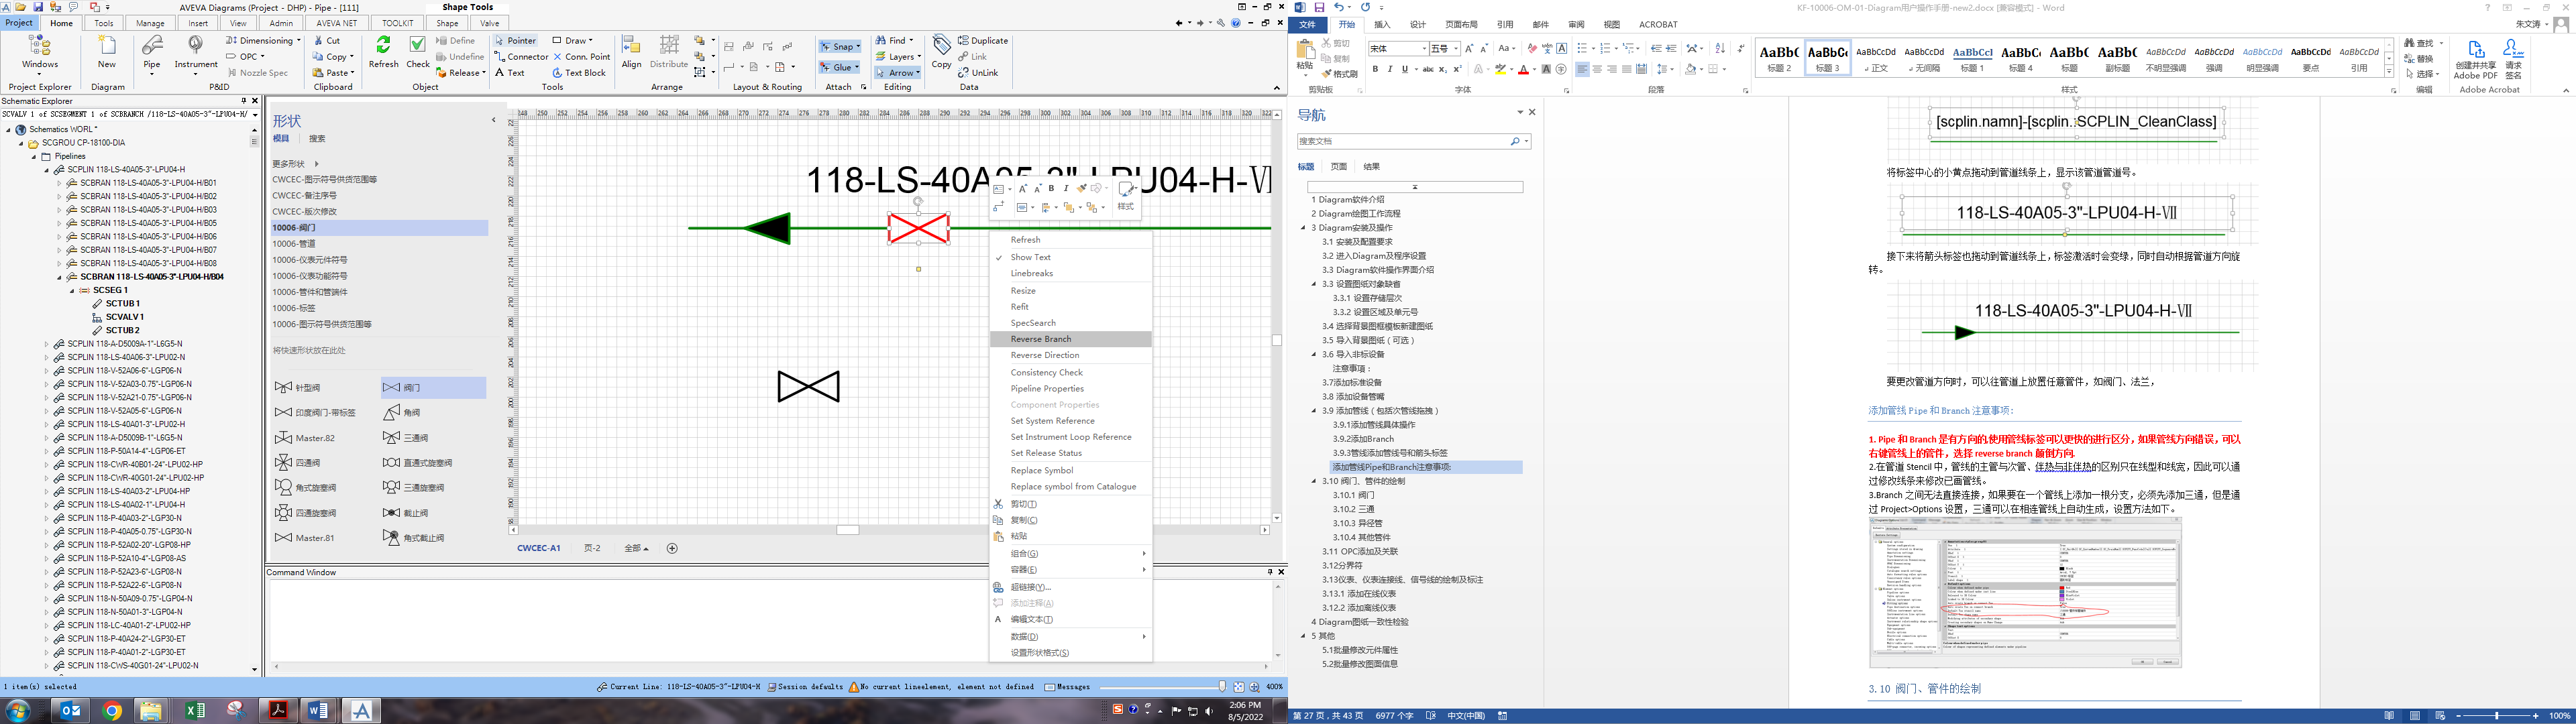 AVEVA Diagrams (Project - DHP) - Pipe - [111]
Shape Tools
Project Home Tools Manage Insert View Admin AVEVA NET TOOLKIT Shape Valve
Windows
Project Explorer
New
Diagram
Pipe Instrument
Dimensioning
OPC
Nozzle Spec
P&ID
Cut
Copy
Paste
Clipboard
Refresh Check
Define
Undefine
Release
Object
Pointer Draw
Connector Conn. Point
Text Text Block
Tools
Align Distribute
Arrange
Layout & Routing
Snap
Glue
Attach
Find
Layers
Arrow
Editing
Copy
Duplicate
Link
UnLink
Data
Schematic Explorer
SCVALV 1 of SCSEGMENT 1 of SCBRANCH /118-LS-40A05-3"-LPU04-H/
Schematics WORL *
SCGROU CP-18100-DIA
Pipelines
SCPLIN 118-LS-40A05-3"-LPU04-H
SCBRAN 118-LS-40A05-3"-LPU04-H/B01
SCBRAN 118-LS-40A05-3"-LPU04-H/B02
SCBRAN 118-LS-40A05-3"-LPU04-H/B03
SCBRAN 118-LS-40A05-3"-LPU04-H/B05
SCBRAN 118-LS-40A05-3"-LPU04-H/B06
SCBRAN 118-LS-40A05-3"-LPU04-H/B07
SCBRAN 118-LS-40A05-3"-LPU04-H/B08
SCBRAN 118-LS-40A05-3"-LPU04-H/B04
SCSEG 1
SCTUB 1
SCVALV 1
SCTUB 2
SCPLIN 118-A-D5009A-1"-L6G5-N
SCPLIN 118-LS-40A06-3"-LPU02-N
SCPLIN 118-V-52A06-6"-LGP06-N
SCPLIN 118-V-52A03-0.75"-LGP06-N
SCPLIN 118-V-52A21-0.75"-LGP06-N
SCPLIN 118-V-52A05-6"-LGP06-N
SCPLIN 118-LS-40A01-3"-LPU04-H
SCPLIN 118-A-D5009B-1"-L6G5-N
SCPLIN 118-P-50A14-4"-LGP06-ET
SCPLIN 118-CWR-40B01-24"-LPU02-HP
SCPLIN 118-CWR-40G01-24"-LPU02-HP
SCPLIN 118-LS-40A03-2"-LPU04-HP
SCPLIN 118-LS-40A02-1"-LPU04-H
SCPLIN 118-P-40A03-2"-LGP30-N
SCPLIN 118-P-40A05-0.75"-LGP30-N
SCPLIN 118-P-52A02-20"-LGP08-HP
SCPLIN 118-P-52A10-4"-LGP08-AS
SCPLIN 118-P-52A23-6"-LGP08-N
SCPLIN 118-P-52A22-6"-LGP08-N
SCPLIN 118-N-50A09-0.75"-LGP04-N
SCPLIN 118-N-50A01-3"-LGP04-N
SCPLIN 118-LC-40A01-2"-LPU02-HP
SCPLIN 118-P-40A24-2"-LGP30-ET
SCPLIN 118-P-40A01-2"-LGP30-ET
SCPLIN 118-CWS-40G01-24"-LPU02-N
形状
模具 搜索
更多形状
CWCEC-图示符号供货范围等
CWCEC-备注序号
CWCEC-版次修改
10006-阀门
10006-管道
10006-仪表元件符号
10006-仪表功能符号
10006-管件和管端件
10006-标签
10006-图示符号供货范围等
将快速形状放在此处
针型阀 阀门
印度阀门-带标签 角阀
Master.82 三通阀
四通阀 直通式旋塞阀
角式旋塞阀 三通旋塞阀
四通旋塞阀 截止阀
Master.81 角式截止阀
118-LS-40A05-3"-LPU04-H-Ⅶ
样式
Refresh
Show Text
Linebreaks
Resize
Refit
SpecSearch
Reverse Branch
Reverse Direction
Consistency Check
Pipeline Properties
Component Properties
Set System Reference
Set Instrument Loop Reference
Set Release Status
Replace Symbol
Replace symbol from Catalogue
剪切(T)
复制(C)
粘贴
组合(G)
容器(E)
超链接(Y)...
添加注释(A)
编辑文本(T)
数据(D)
设置形状格式(S)
CWCEC-A1 页-2 全部
Command Window
1 item(s) selected
Current Line: 118-LS-40A05-3"-LPU04-H Session defaults No current lineelement, element not defined Messages 400%
2:06 PM
8/5/2022
KF-10006-OM-01-Diagram用户操作手册-new2.docx [兼容模式] - Word
文件 开始 插入 设计 页面布局 引用 邮件 审阅 视图 ACROBAT
朱文涛
粘贴
剪切
复制
格式刷
剪贴板
宋体 五号
字体
段落
AaBb(
标题 2
AaBbC
标题 3
AaBbCcDd
正文
AaBbCcDd
无间隔
AaBbCcl
标题 1
AaBbC
标题 4
AaBb(
标题
AaBb(
副标题
AaBbCcDd
不明显强调
AaBbCcDd
强调
AaBbCcDd
明显强调
AaBbCcDd
要点
AaBbCcDd
引用
样式
查找
替换
选择
编辑
创建并共享 Adobe PDF
请求签名
Adobe Acrobat
导航
搜索文档
标题 页面 结果
1 Diagram软件介绍
2 Diagram绘图工作流程
3 Diagram安装及操作
3.1 安装及配置要求
3.2 进入Diagram及程序设置
3.3 Diagram软件操作界面介绍
3.3 设置图纸对象缺省
3.3.1 设置存储层次
3.3.2 设置区域及单元号
3.4 选择背景图框模板新建图纸
3.5 导入背景图纸（可选）
3.6 导入非标设备
注意事项：
3.7添加标准设备
3.8 添加设备管嘴
3.9 添加管线（包括次管线拖拽）
3.9.1添加管线具体操作
3.9.2添加Branch
3.9.3管线添加管线号和箭头标签
添加管线Pipe和Branch注意事项:
3.10 阀门、管件的绘制
3.10.1 阀门
3.10.2 三通
3.10.3 异径管
3.10.4 其他管件
3.11 OPC添加及关联
3.12分界符
3.13仪表、仪表连接线、信号线的绘制及标注
3.13.1 添加在线仪表
3.12.2 添加离线仪表
4 Diagram图纸一致性检验
5 其他
5.1批量修改元件属性
5.2批量修改图面信息
[scplin.namn]-[scplin.:SCPLIN_CleanClass]
将标签中心的小黄点拖动到管道线条上，显示该管道管道号。
118-LS-40A05-3"-LPU04-H-Ⅶ
接下来将箭头标签也拖动到管道线条上，标签激活时会变绿，同时自动根据管道方向旋
转。
118-LS-40A05-3"-LPU04-H-Ⅶ
要更改管道方向时，可以往管道上放置任意管件，如阀门、法兰，
添加管线 Pipe 和 Branch 注意事项:
1. Pipe 和 Branch 是有方向的,使用管线标签可以更快的进行区分，如果管线方向错误，可以
右键管线上的管件，选择 reverse branch 颠倒方向.
2.在管道 Stencil 中，管线的主管与次管、伴热与非伴热的区别只在线型和线宽，因此可以通
过修改线条来修改已画管线。
3.Branch 之间无法直接连接，如果要在一个管线上添加一根分支，必须先添加三通，但是通
过 Project>Options 设置，三通可以在相连管线上自动生成，设置方法如下。
3.10 阀门、管件的绘制
第 27 页，共 43 页 6977 个字 中文(中国) 100%